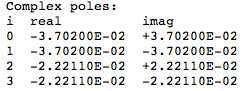 Complex poles:
i real imag
0 -3.70200E-02 +3.70200E-02
1 -3.70200E-02 -3.70200E-02
2 -2.22110E-02 +2.22110E-02
3 -2.22110E-02 -2.22110E-02